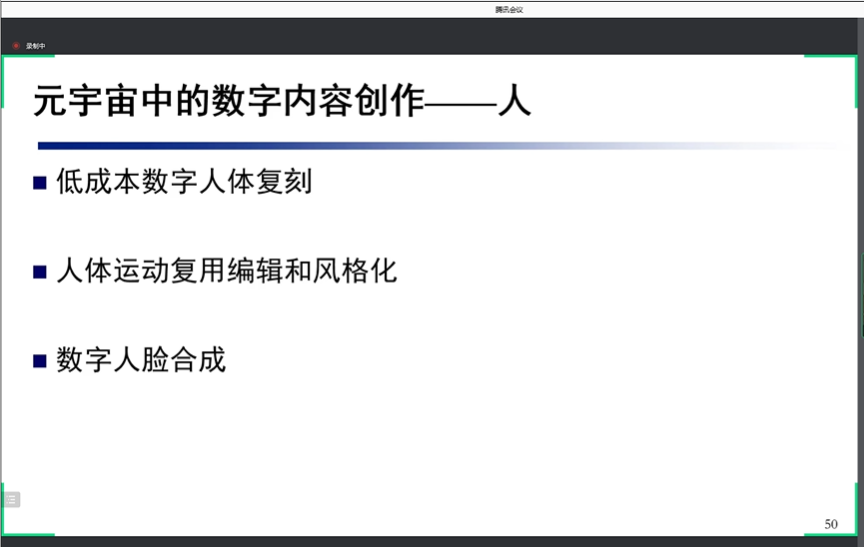 腾讯会议
录制中
元宇宙中的数字内容创作——人
低成本数字人体复刻
人体运动复用编辑和风格化
数字人脸合成
50